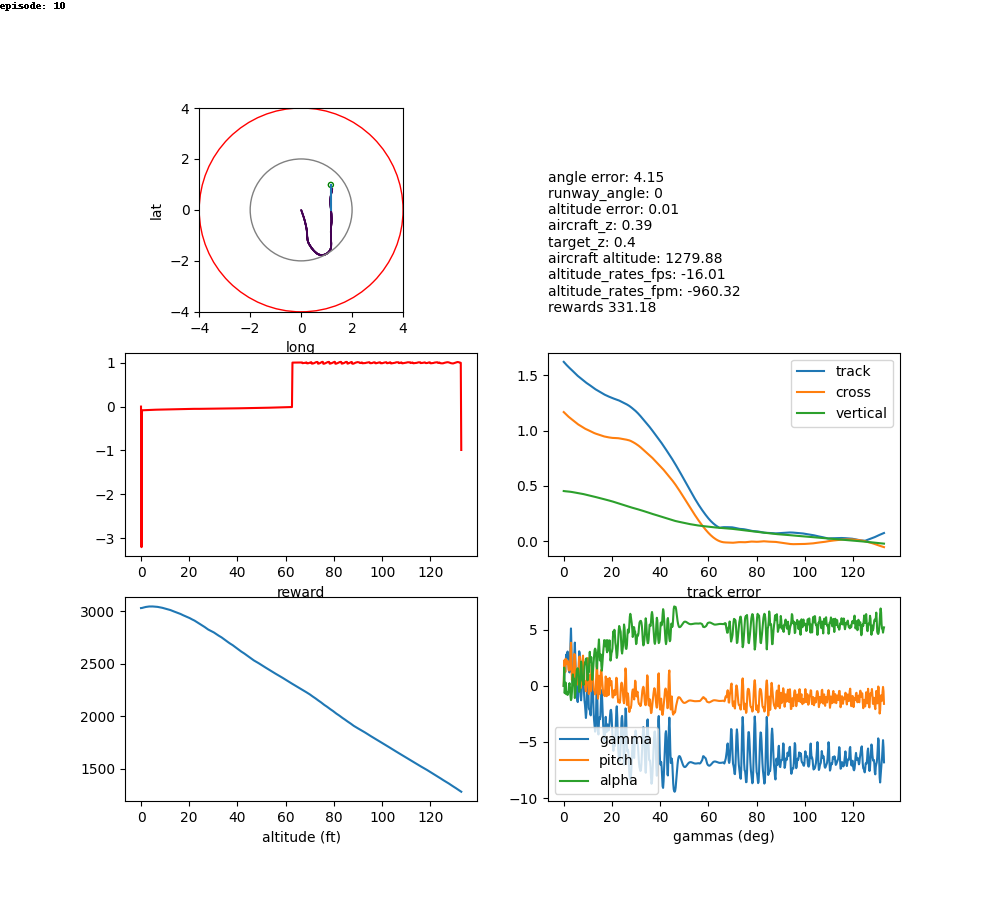 episode: 10
4
2
0
−2
−4
lat
−4 −2 0 2 4
long
angle error: 4.15
runway_angle: 0
altitude error: 0.01
aircraft_z: 0.39
target_z: 0.4
aircraft altitude: 1279.88
altitude_rates_fps: -16.01
altitude_rates_fpm: -960.32
rewards 331.18
1
0
−1
−2
−3
0 20 40 60 80 100 120
reward
1.5
1.0
0.5
0.0
track
cross
vertical
0 20 40 60 80 100 120
track error
3000
2500
2000
1500
0 20 40 60 80 100 120
altitude (ft)
5
0
−5
−10
gamma
pitch
alpha
0 20 40 60 80 100 120
gammas (deg)